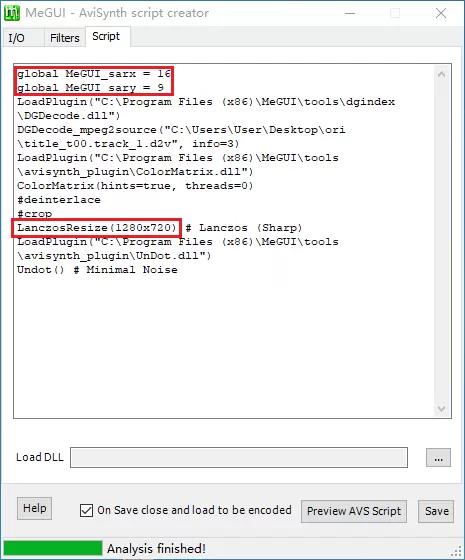 MeGUI - AviSynth script creator
I/O Filters Script
global MeGUI_sarx = 16
global MeGUI_sary = 9
LoadPlugin("C:\Program Files (x86)\MeGUI\tools\dgindex
\DGDecode.dll")
DGDecode_mpeg2source("C:\Users\User\Desktop\ori
\title_t00.track_1.d2v", info=3)
LoadPlugin("C:\Program Files (x86)\MeGUI\tools
\avisynth_plugin\ColorMatrix.dll")
ColorMatrix(hints=true, threads=0)
#deinterlace
#crop
LanczosResize(1280x720) # Lanczos (Sharp)
LoadPlugin("C:\Program Files (x86)\MeGUI\tools
\avisynth_plugin\UnDot.dll")
Undot() # Minimal Noise
Load DLL ...
Help On Save close and load to be encoded Preview AVS Script Save
Analysis finished!